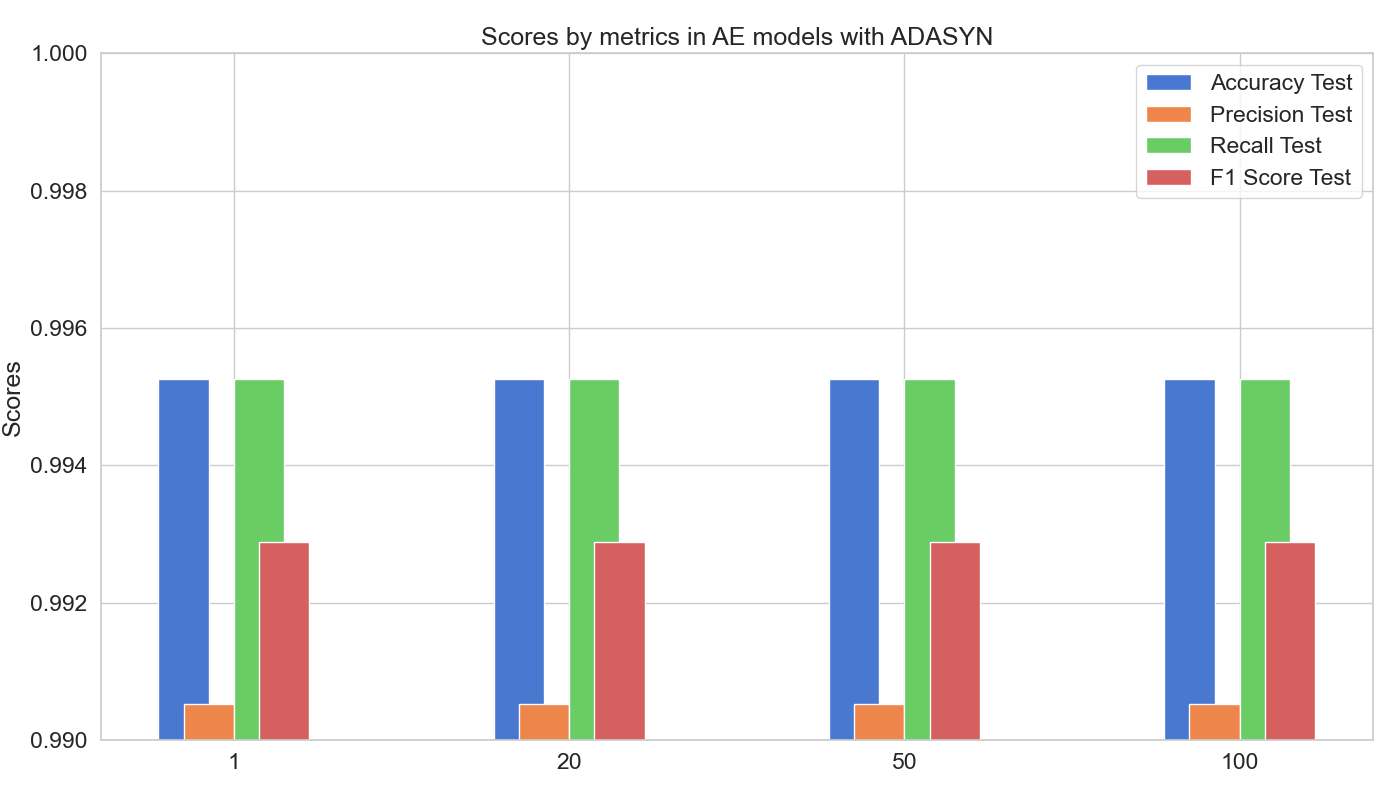 Scores by metrics in AE models with ADASYN
1.000
0.998
0.996
0.994
0.992
0.990
Scores
Accuracy Test
Precision Test
Recall Test
F1 Score Test
1
20
50
100